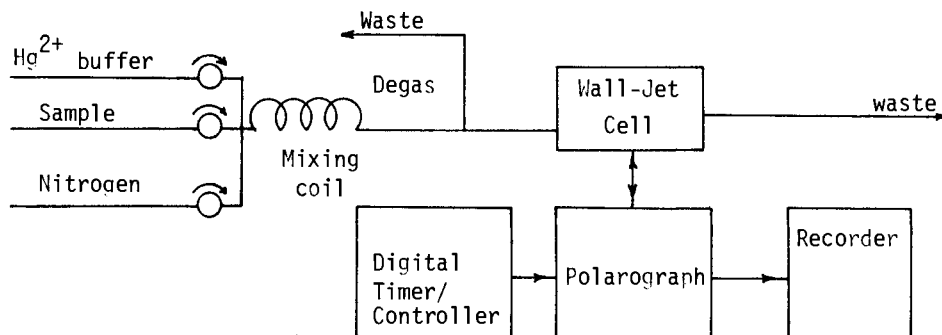 Waste
Hg2+ buffer
Degas
Wall-Jet
Cell
waste
Sample
Mixing
coil
Nitrogen
Digital
Timer/
Controller
Polarograph
Recorder